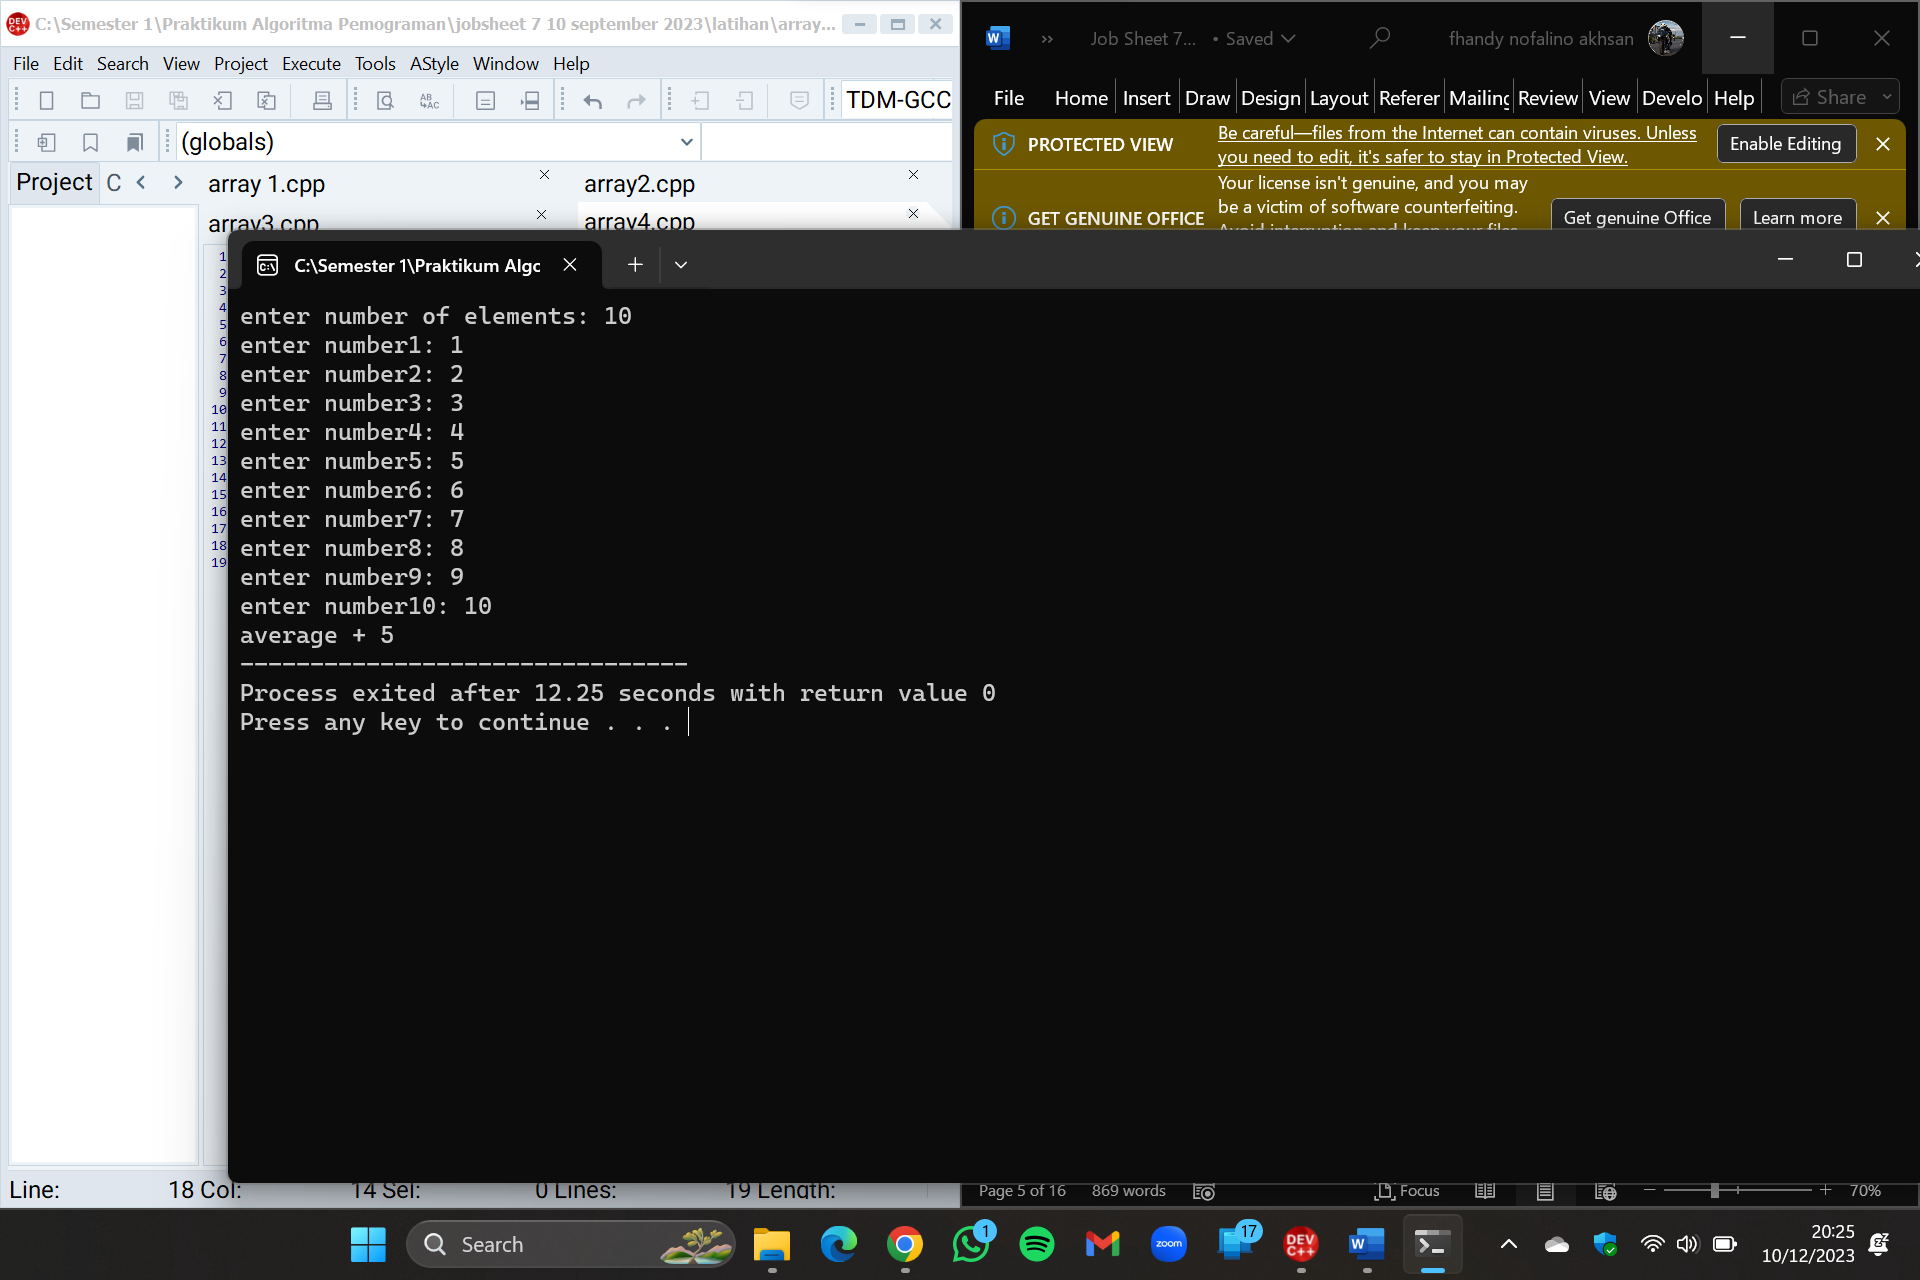 C:\Semester 1\Praktikum Algoritma Pemograman\jobsheet 7 10 september 2023\latihan\array...
File Edit Search View Project Execute Tools AStyle Window Help
TDM-GCC
(globals)
Project C
array 1.cpp
array2.cpp
array3.cpp
array4.cpp
1
2
3
4
5
6
7
8
9
10
11
12
13
14
15
16
17
18
19
Line: 18 Col: 14 Sel: 0 Lines: 19 Length:
Job Sheet 7... • Saved
fhandy nofalino akhsan
File Home Insert Draw Design Layout Referer Mailing Review View Develo Help Share
PROTECTED VIEW
Be careful—files from the Internet can contain viruses. Unless
you need to edit, it's safer to stay in Protected View.
Enable Editing
GET GENUINE OFFICE
Your license isn't genuine, and you may
be a victim of software counterfeiting.
Avoid interruption and keep your files
Get genuine Office
Learn more
C:\Semester 1\Praktikum Algc
enter number of elements: 10
enter number1: 1
enter number2: 2
enter number3: 3
enter number4: 4
enter number5: 5
enter number6: 6
enter number7: 7
enter number8: 8
enter number9: 9
enter number10: 10
average + 5
--------------------------------
Process exited after 12.25 seconds with return value 0
Press any key to continue . . .
Page 5 of 16 869 words Focus 70%
Search
1
zoom
17
DEV C++
20:25
10/12/2023